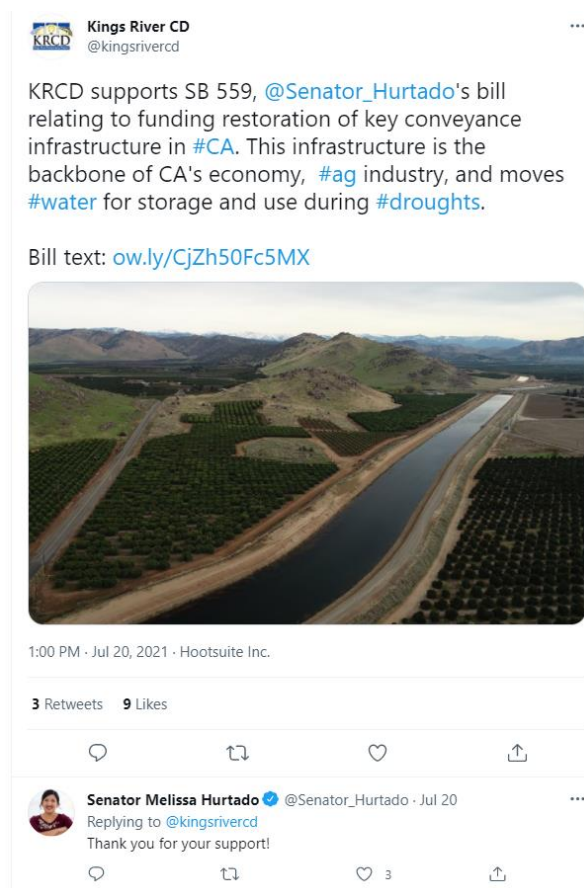 KRCD
Kings River CD
@kingsrivercd
KRCD supports SB 559, @Senator_Hurtado's bill
relating to funding restoration of key conveyance
infrastructure in #CA. This infrastructure is the
backbone of CA's economy,  #ag industry, and moves
#water for storage and use during #droughts.
Bill text: ow.ly/CjZh50Fc5MX
1:00 PM · Jul 20, 2021 · Hootsuite Inc.
3 Retweets 9 Likes
Senator Melissa Hurtado @Senator_Hurtado · Jul 20
Replying to @kingsrivercd
Thank you for your support!
3